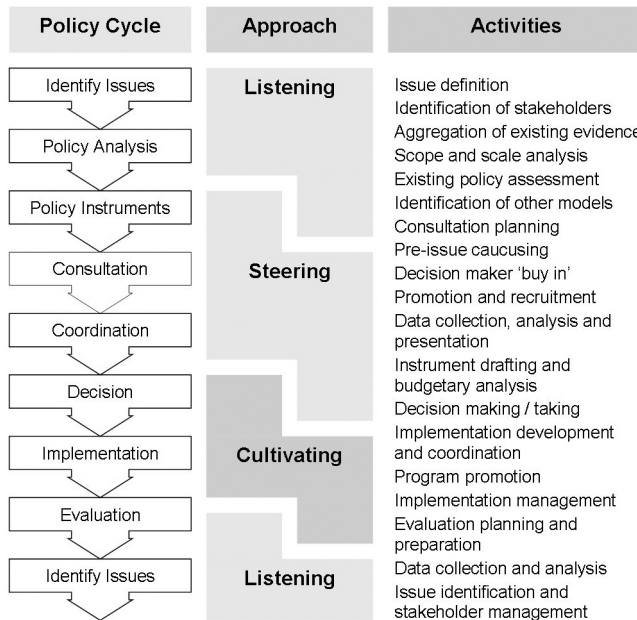 Policy Cycle
Identify Issues
Policy Analysis
Policy Instruments
Consultation
Coordination
Decision
Implementation
Evaluation
Identify Issues
Approach
Listening
Steering
Cultivating
Listening
Activities
Issue definition
Identification of stakeholders
Aggregation of existing evidence
Scope and scale analysis
Existing policy assessment
Identification of other models
Consultation planning
Pre-issue caucusing
Decision maker ‘buy in’
Promotion and recruitment
Data collection, analysis and
presentation
Instrument drafting and
budgetary analysis
Decision making / taking
Implementation development
and coordination
Program promotion
Implementation management
Evaluation planning and
preparation
Data collection and analysis
Issue identification and
stakeholder management